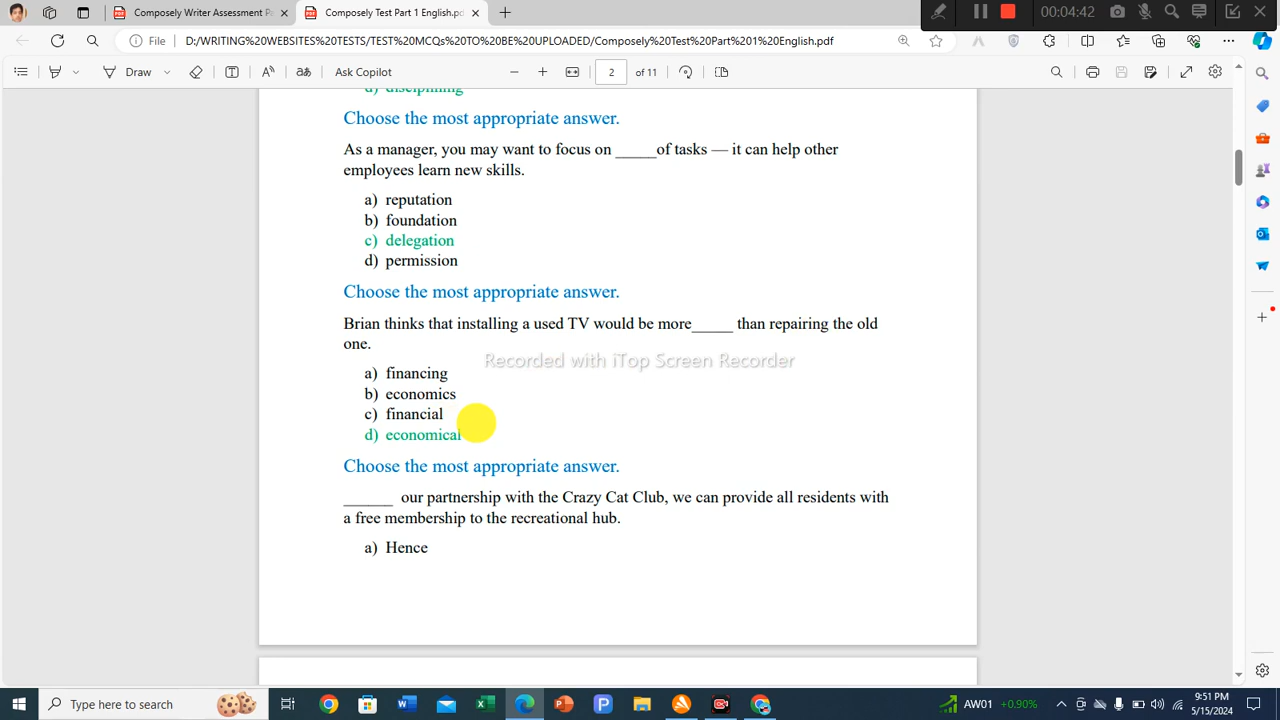 Composely Writer Assessment Pa
Composely Test Part 1 English.pd
00:04:42
File
D:/WRITING%20WEBSITES%20TESTS/TEST%20MCQs%20TO%20BE%20UPLOADED/Composely%20Test%20Part%201%20English.pdf
Draw
Ask Copilot
2 of 11
d) disciplining
Choose the most appropriate answer.
As a manager, you may want to focus on _____of tasks — it can help other
employees learn new skills.
a) reputation
b) foundation
c) delegation
d) permission
Choose the most appropriate answer.
Brian thinks that installing a used TV would be more_____ than repairing the old
one.
Recorded with iTop Screen Recorder
a) financing
b) economics
c) financial
d) economical
Choose the most appropriate answer.
______ our partnership with the Crazy Cat Club, we can provide all residents with
a free membership to the recreational hub.
a) Hence
Type here to search
AW01 +0.90%
9:51 PM
5/15/2024